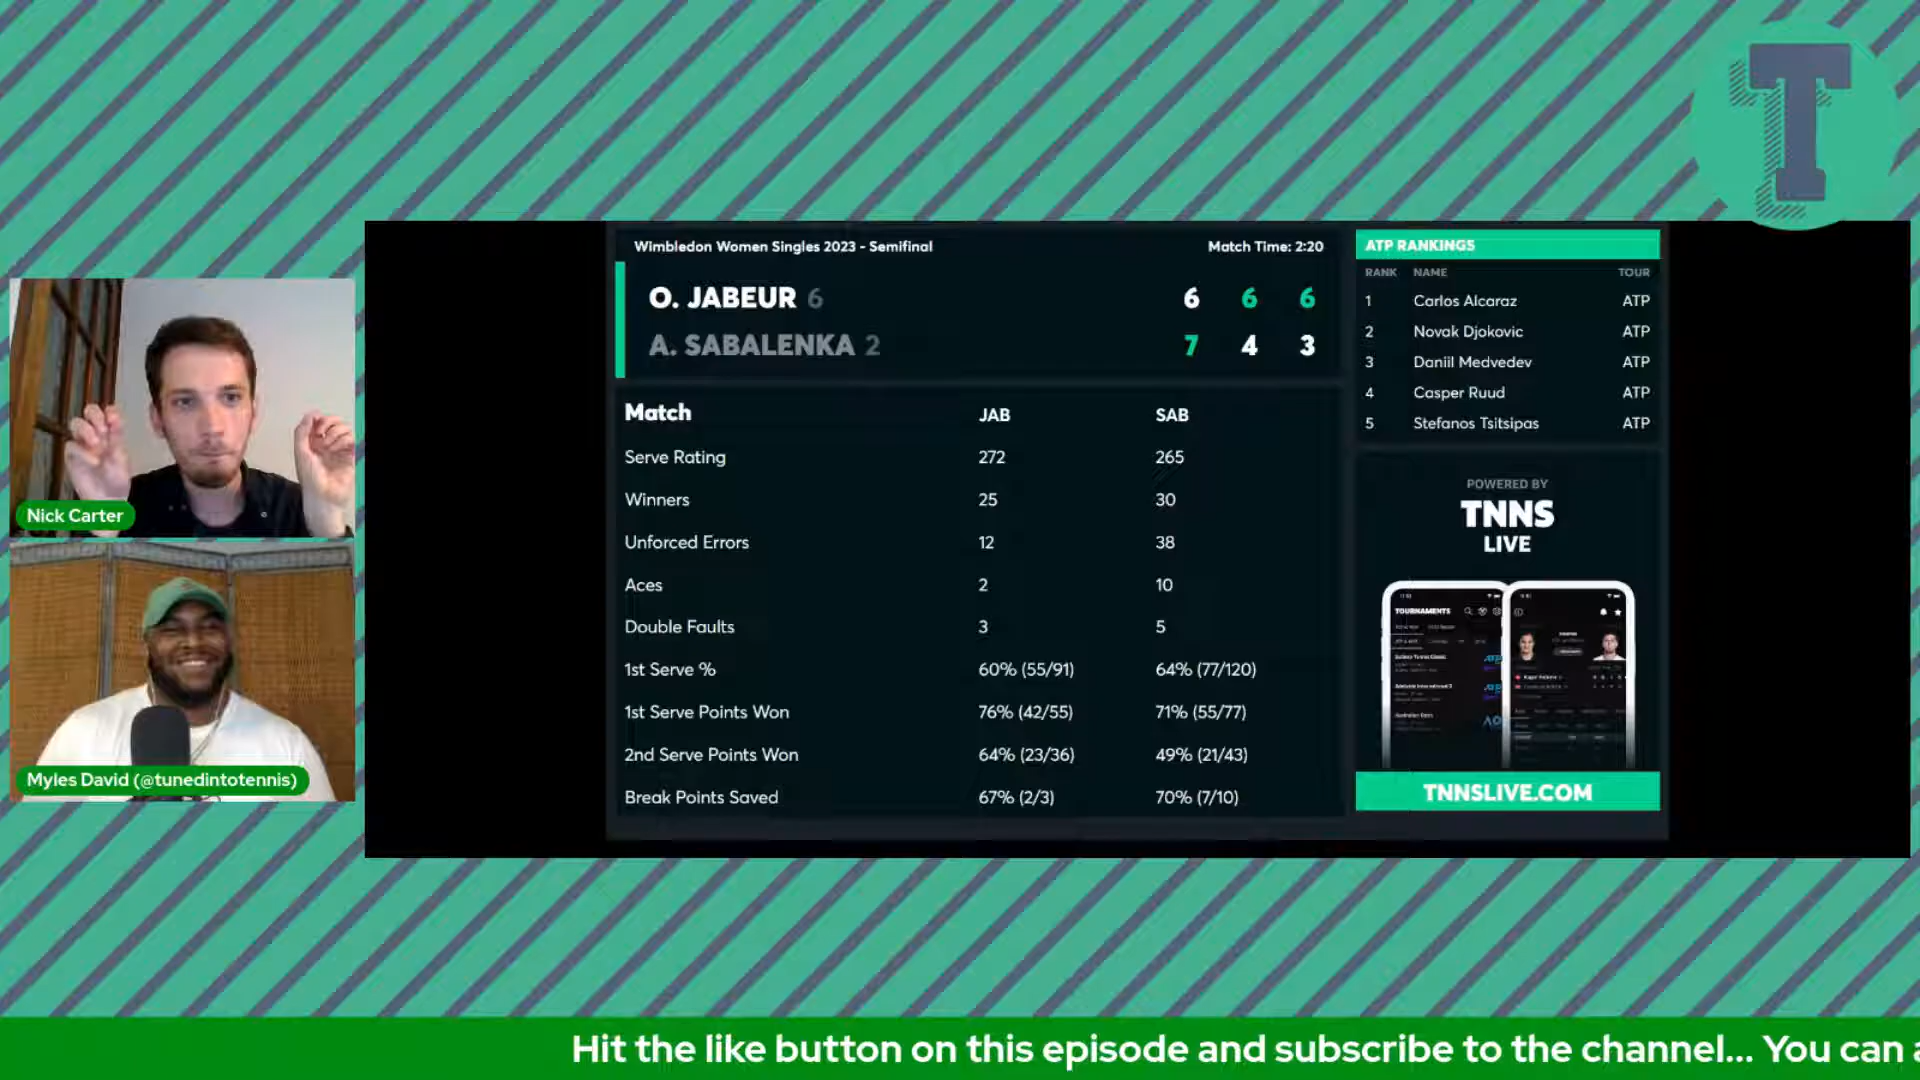 T
Wimbledon Women Singles 2023 - Semifinal
Match Time: 2:20
O. JABEUR 6 6 6 6
A. SABALENKA 2 7 4 3
Match JAB SAB
Serve Rating 272 265
Winners 25 30
Unforced Errors 12 38
Aces 2 10
Double Faults 3 5
1st Serve % 60% (55/91) 64% (77/120)
1st Serve Points Won 76% (42/55) 71% (55/77)
2nd Serve Points Won 64% (23/36) 49% (21/43)
Break Points Saved 67% (2/3) 70% (7/10)
ATP RANKINGS
RANK NAME TOUR
1 Carlos Alcaraz ATP
2 Novak Djokovic ATP
3 Daniil Medvedev ATP
4 Casper Ruud ATP
5 Stefanos Tsitsipas ATP
POWERED BY
TNNS
LIVE
TOURNAMENTS
TNNSLIVE.COM
Nick Carter
Myles David (@tunedintotennis)
Hit the like button on this episode and subscribe to the channel... You can a